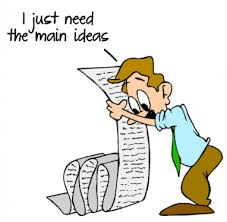 I just need
the main ideas